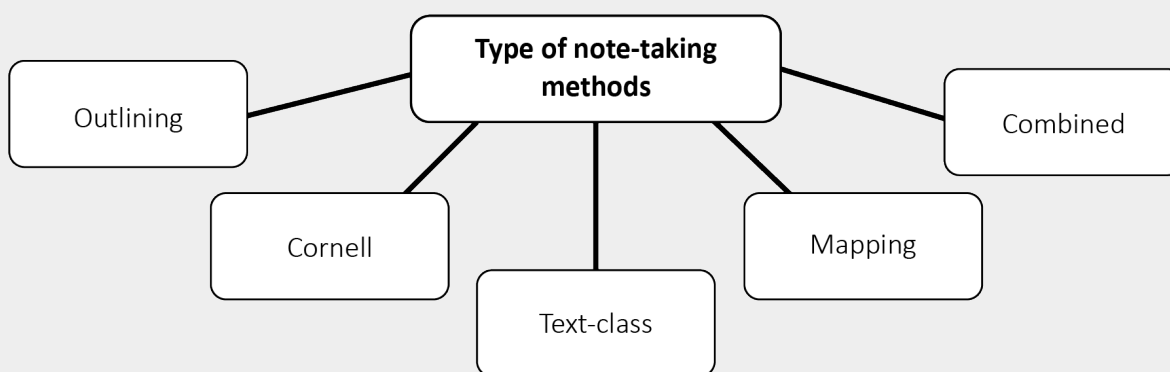 Type of note-taking
methods
Outlining
Combined
Cornell
Mapping
Text-class